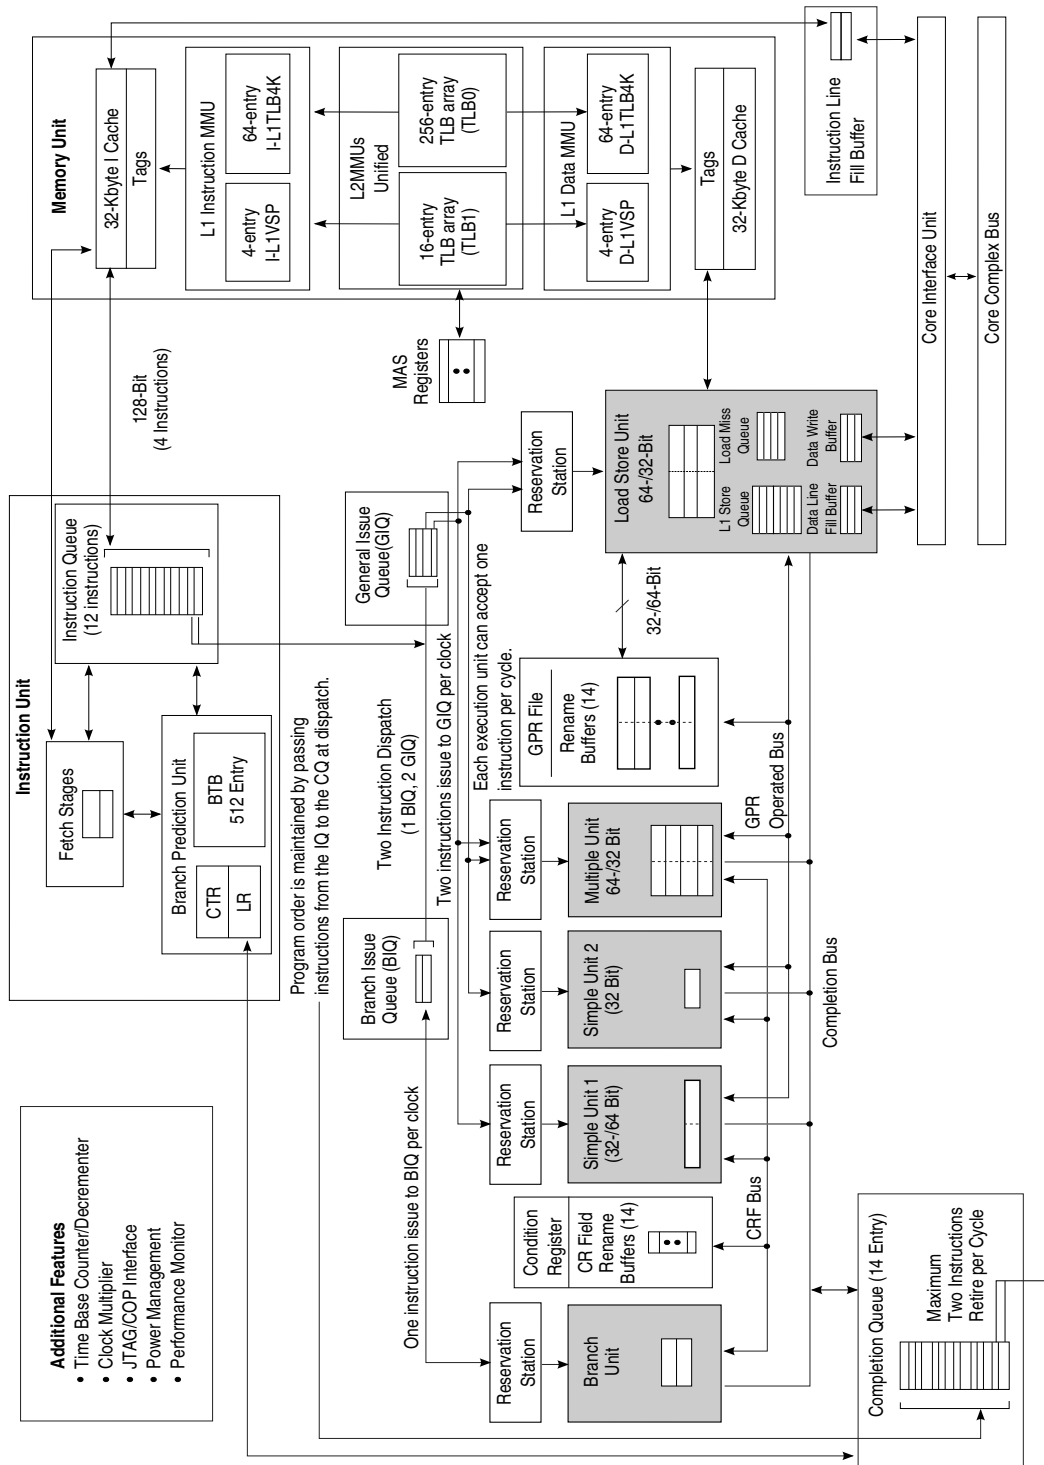 Additional Features
• Time Base Counter/Decrementer
• Clock Multiplier
• JTAG/COP Interface
• Power Management
• Performance Monitor
Instruction Unit
Fetch Stages
Branch Prediction Unit
CTR
LR
BTB
512 Entry
Instruction Queue
(12 instructions)
128-Bit
(4 Instructions)
Memory Unit
32-Kbyte I Cache
Tags
L1 Instruction MMU
4-entry
I-L1VSP
64-entry
I-L1TLB4K
L2MMUs
Unified
16-entry
TLB array
(TLB1)
256-entry
TLB array
(TLB0)
L1 Data MMU
4-entry
D-L1VSP
64-entry
D-L1TLB4K
Tags
32-Kbyte D Cache
MAS
Registers
Program order is maintained by passing
instructions from the IQ to the CQ at dispatch.
One instruction issue to BIQ per clock
Branch Issue
Queue (BIQ)
Two Instruction Dispatch
(1 BIQ, 2 GIQ)
General Issue
Queue(GIQ)
Two instructions issue to GIQ per clock
Each execution unit can accept one
instruction per cycle.
Reservation
Station
Branch
Unit
Condition
Register
CR Field
Rename
Buffers (14)
CRF Bus
Reservation
Station
Simple Unit 1
(32-/64 Bit)
Reservation
Station
Simple Unit 2
(32 Bit)
Reservation
Station
Multiple Unit
64-/32 Bit
GPR File
Rename
Buffers (14)
GPR
Operated Bus
32-/64-Bit
Reservation
Station
Load Store Unit
64-/32-Bit
L1 Store
Queue
Load Miss
Queue
Data Line
Fill Buffer
Data Write
Buffer
Completion Bus
Completion Queue (14 Entry)
Maximum
Two Instructions
Retire per Cycle
Instruction Line
Fill Buffer
Core Interface Unit
Core Complex Bus